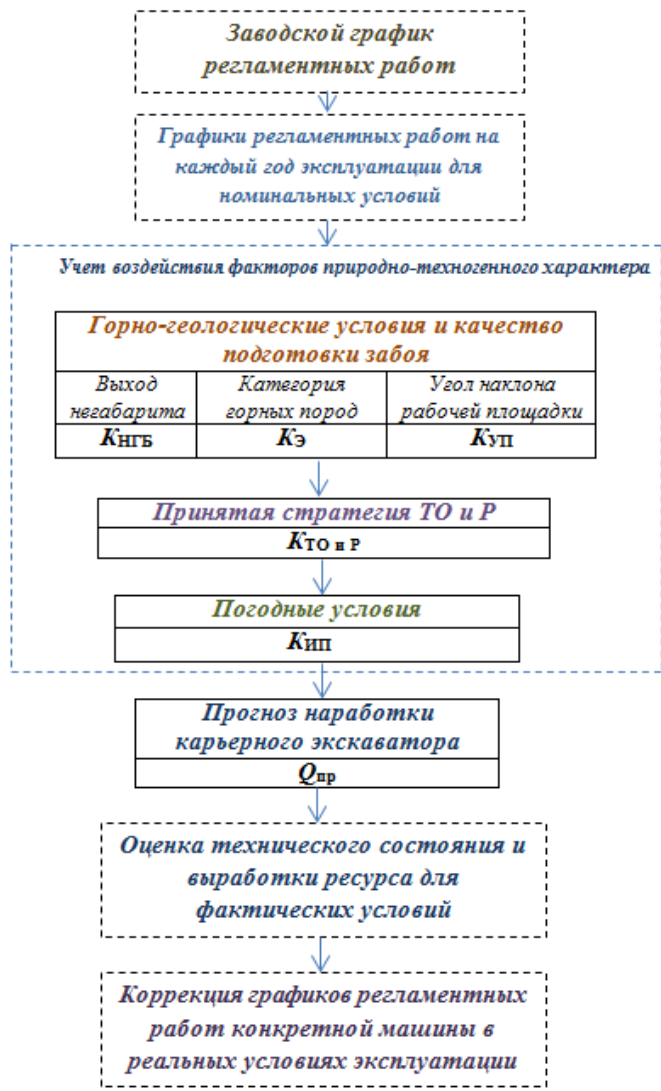 Заводской график
регламентных работ
Графики регламентных работ на
каждый год эксплуатации для
номинальных условий
Учет воздействия факторов природно-техногенного характера
Горно-геологические условия и качество
подготовки забоя
Выход
негабарита
Категория
горных пород
Угол наклона
рабочей площадки
KНГБ
KЭ
KУП
Принятая стратегия ТО и Р
KТО и Р
Погодные условия
KИП
Прогноз наработки
карьерного экскаватора
Qпр
Оценка технического состояния и
выработки ресурса для
фактических условий
Коррекция графиков регламентных
работ конкретной машины в
реальных условиях эксплуатации